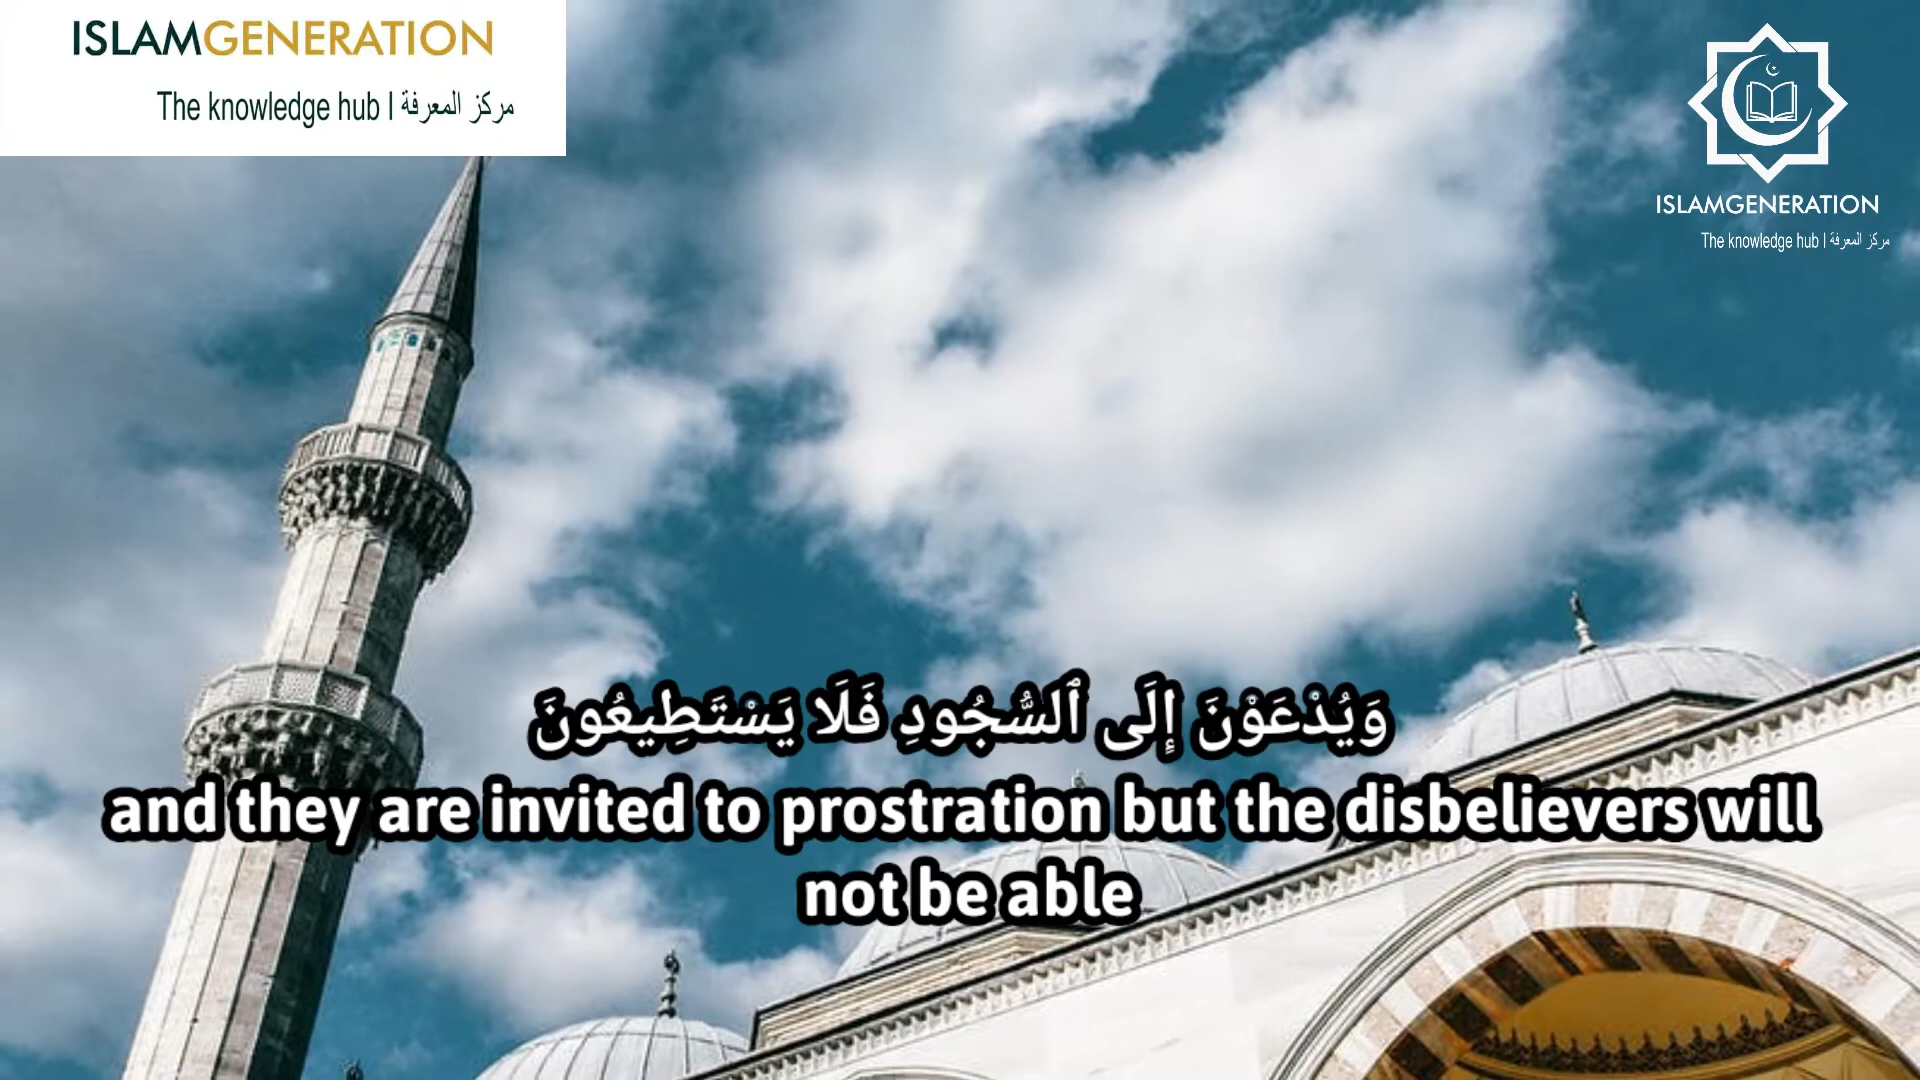 ISLAMGENERATION
The knowledge hub | مركز المعرفة
ISLAMGENERATION
The knowledge hub | مركز المعرفة
وَيُدْعَوْنَ إِلَى ٱلسُّجُودِ فَلَا يَسْتَطِيعُونَ
and they are invited to prostration but the disbelievers will
not be able